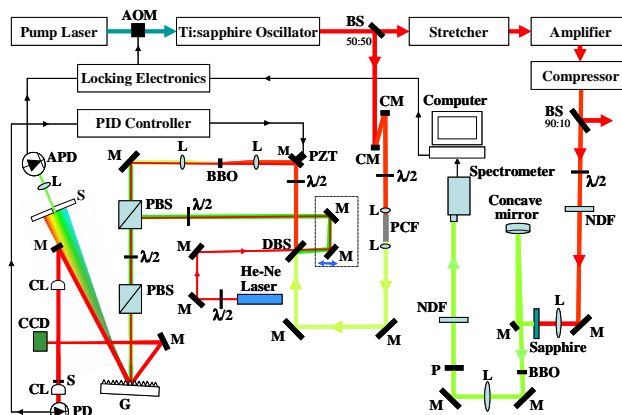 AOM
BS
Pump Laser
Ti:sapphire Oscillator
50:50
Stretcher
Amplifier
Locking Electronics
Compressor
CM
Computer
BS
90:10
PID Controller
M
L
L
PZT
BBO
CM
λ/2
λ/2
λ/2
APD
L
S
PBS
λ/2
M
L
PCF
L
Spectrometer
Concave
mirror
NDF
M
λ/2
DBS
M
CL
PBS
He-Ne
Laser
M
λ/2
M
M
NDF
M
L
M
Sapphire
CCD
M
CL
S
G
PD
P
L
BBO
M
M